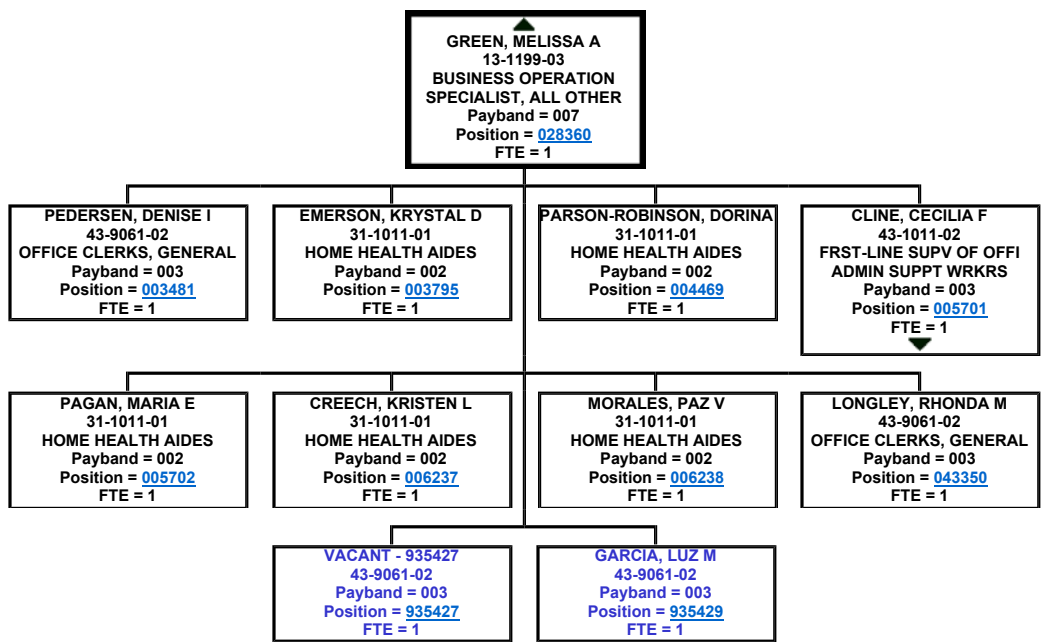 GREEN, MELISSA A
13-1199-03
BUSINESS OPERATION
SPECIALIST, ALL OTHER
Payband = 007
Position = 028360
FTE = 1
PEDERSEN, DENISE I
43-9061-02
OFFICE CLERKS, GENERAL
Payband = 003
Position = 003481
FTE = 1
EMERSON, KRYSTAL D
31-1011-01
HOME HEALTH AIDES
Payband = 002
Position = 003795
FTE = 1
PARSON-ROBINSON, DORINA
31-1011-01
HOME HEALTH AIDES
Payband = 002
Position = 004469
FTE = 1
CLINE, CECILIA F
43-1011-02
FRST-LINE SUPV OF OFFI
ADMIN SUPPT WRKRS
Payband = 003
Position = 005701
FTE = 1
PAGAN, MARIA E
31-1011-01
HOME HEALTH AIDES
Payband = 002
Position = 005702
FTE = 1
CREECH, KRISTEN L
31-1011-01
HOME HEALTH AIDES
Payband = 002
Position = 006237
FTE = 1
MORALES, PAZ V
31-1011-01
HOME HEALTH AIDES
Payband = 002
Position = 006238
FTE = 1
LONGLEY, RHONDA M
43-9061-02
OFFICE CLERKS, GENERAL
Payband = 003
Position = 043350
FTE = 1
VACANT - 935427
43-9061-02
Payband = 003
Position = 935427
FTE = 1
GARCIA, LUZ M
43-9061-02
Payband = 003
Position = 935429
FTE = 1